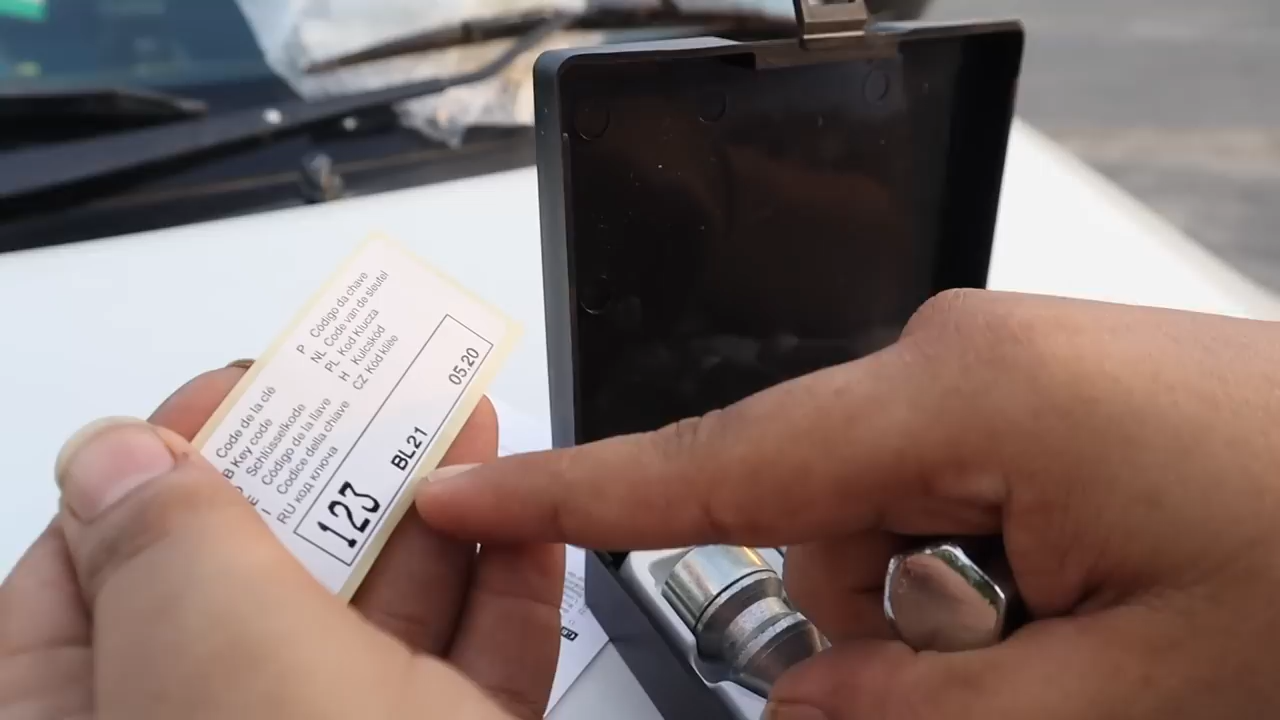 Code de la clé
B Key code
Schlüsselkode
E Código de la llave
I Codice della chiave
RU код ключа
P Código da chave
NL Code van de sleutel
PL Kod Klucza
H Kulcskód
CZ Kód klíče
123 BL21 05.20